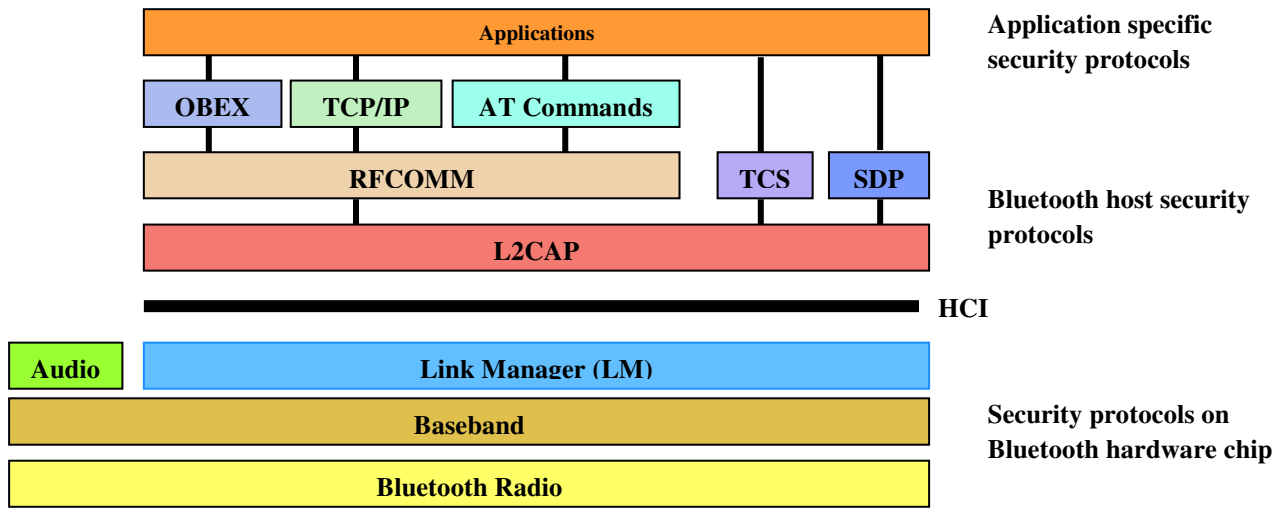 Applications
Application specific
security protocols
OBEX
TCP/IP
AT Commands
RFCOMM
TCS
SDP
Bluetooth host security
protocols
L2CAP
HCI
Audio
Link Manager (LM)
Baseband
Security protocols on
Bluetooth hardware chip
Bluetooth Radio